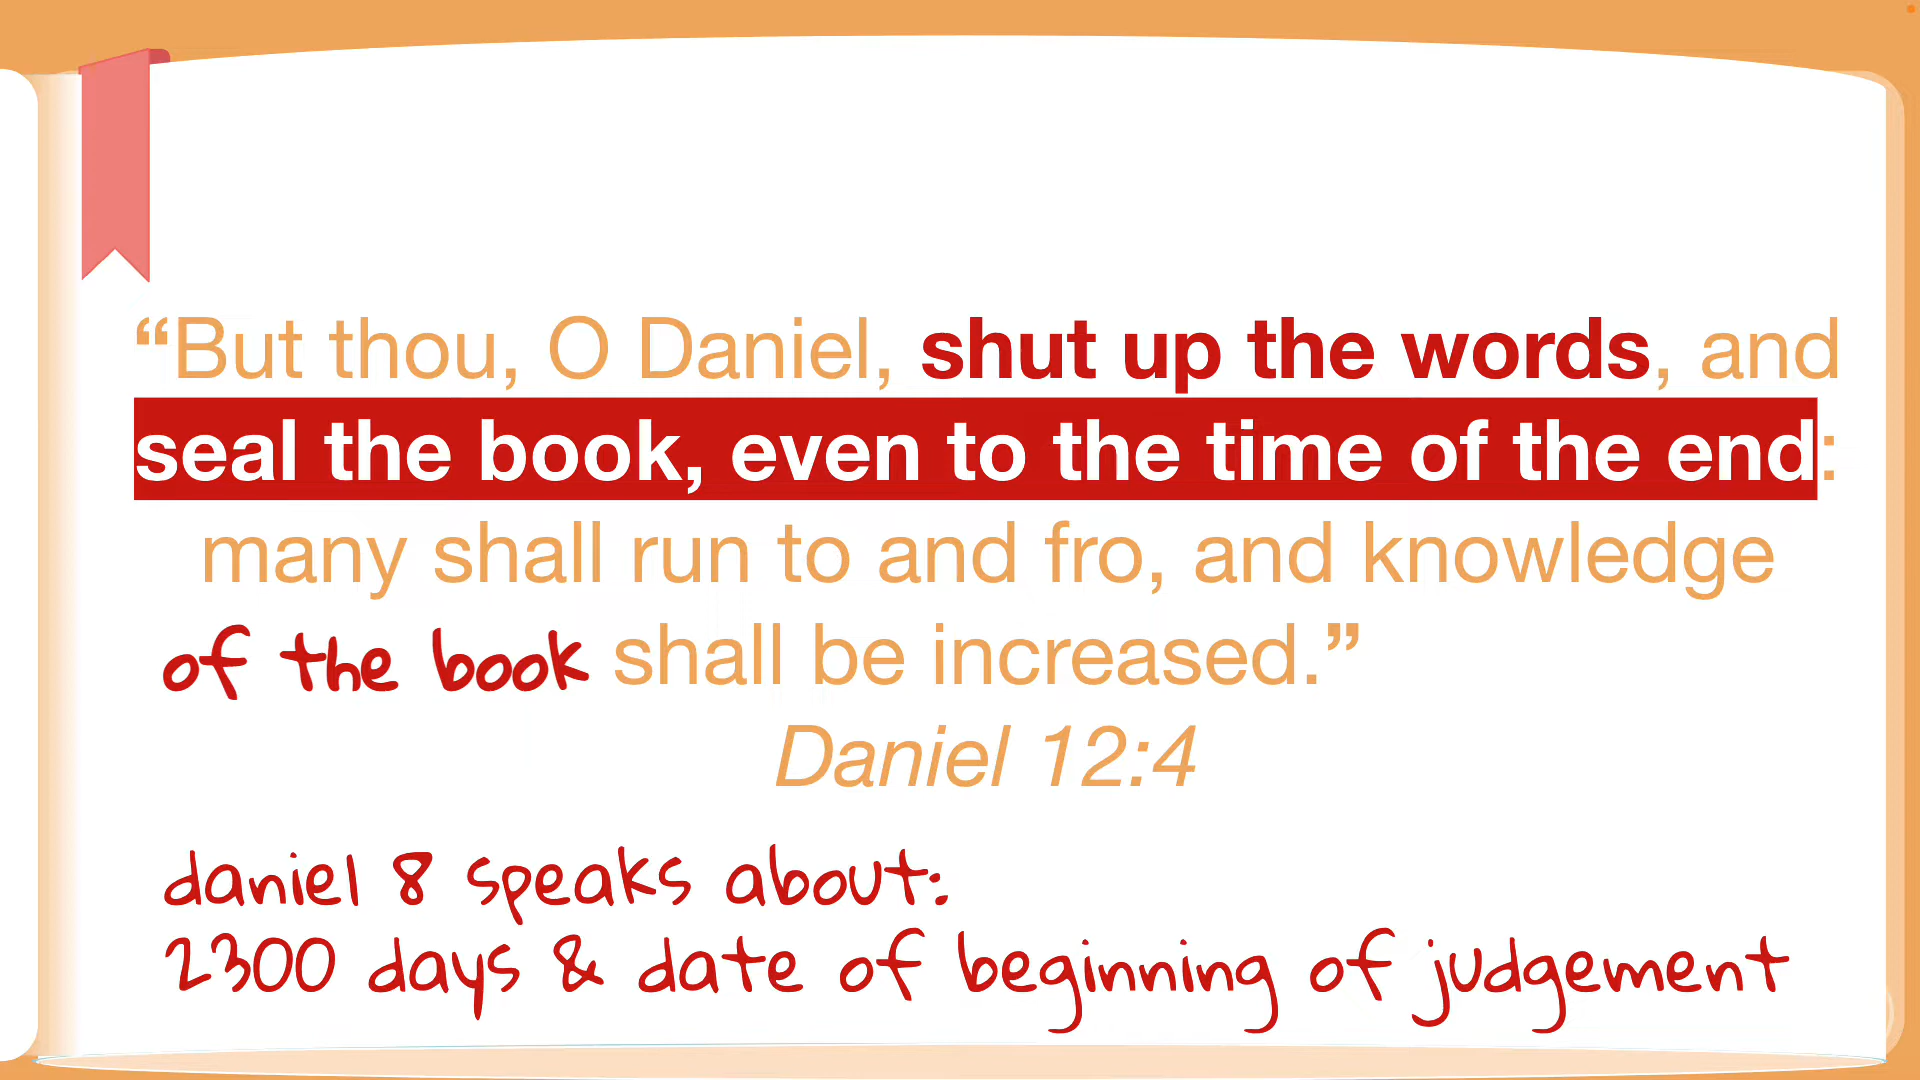 “But thou, O Daniel, shut up the words, and
seal the book, even to the time of the end:
many shall run to and fro, and knowledge
of the book shall be increased.”
Daniel 12:4
daniel 8 speaks about:
2300 days & date of beginning of judgement